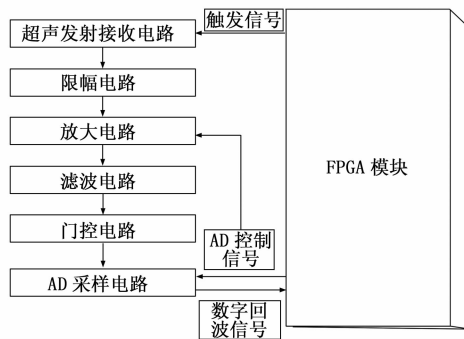 超声发射接收电路
触发信号
限幅电路
放大电路
滤波电路
门控电路
AD 采样电路
AD 控制
信号
数字回
波信号
FPGA 模块